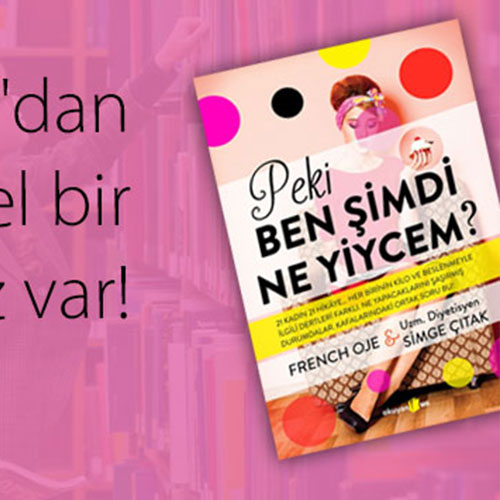 'dan
el bir
z var!
Peki
BEN ŞİMDİ
NE YİYCEM?
21 KADIN 21 HİKÂYE... HER BİRİNİN KİLO VE BESLENMEYLE
İLGİLİ DERTLERİ FARKLI. NE YAPACAKLARINI ŞAŞIRMIŞ
DURUMDALAR. KAFALARINDAKİ ORTAK SORU BU!
FRENCH OJE & Uzm. Diyetisyen
SİMGE ÇITAK